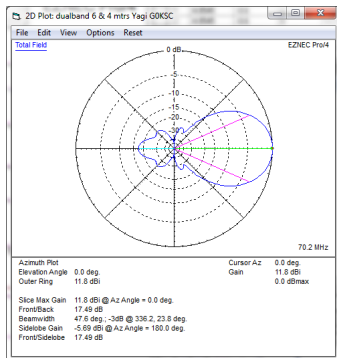 2D Plot: dualband 6 & 4 mtrs Yagi G0KSC
File Edit View Options Reset
Total Field
EZNEC Pro/4
0 dB
-5
-10
-15
-20
-30
70.2 MHz
Azimuth Plot
Elevation Angle 0.0 deg.
Outer Ring 11.8 dBi
Cursor Az 0.0 deg.
Gain 11.8 dBi
0.0 dBmax
Slice Max Gain 11.8 dBi @ Az Angle = 0.0 deg.
Front/Back 17.49 dB
Beamwidth 47.6 deg.; -3dB @ 336.2, 23.8 deg.
Sidelobe Gain -5.69 dBi @ Az Angle = 180.0 deg.
Front/Sidelobe 17.49 dB